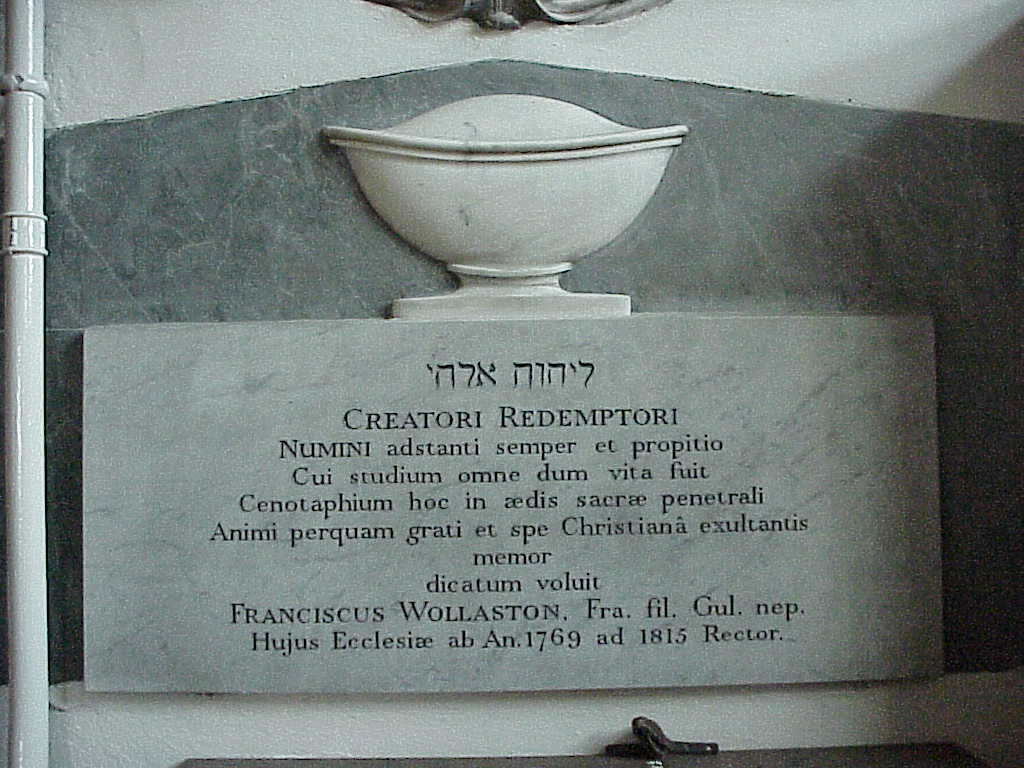 ליהוה אלהי
CREATORI REDEMPTORI
NUMINI adstanti semper et propitio
Cui studium omne dum vita fuit
Cenotaphium hoc in ædis sacræ penetrali
Animi perquam grati et spe Christianâ exultantis
memor
dicatum voluit
FRANCISCUS WOLLASTON, Fra. fil. Gul. nep.
Hujus Ecclesiæ ab An. 1769 ad 1815 Rector.